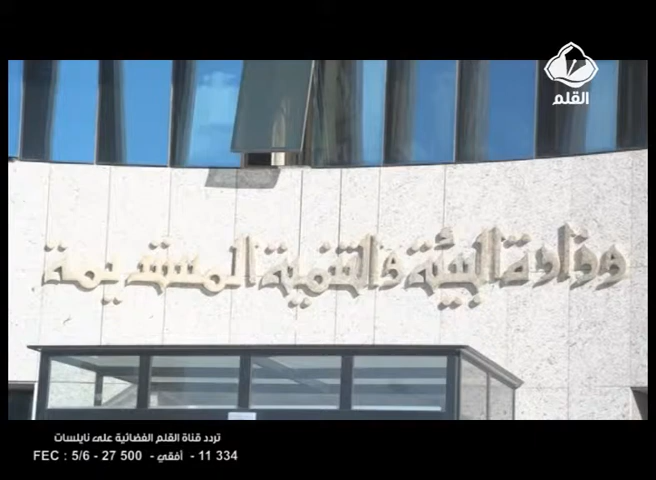 القلم
وزارة البيئة والتنمية المستديمة
تردد قناة القلم الفضائية على نايلسات
11 334 - أفقي - 27 500 - FEC : 5/6